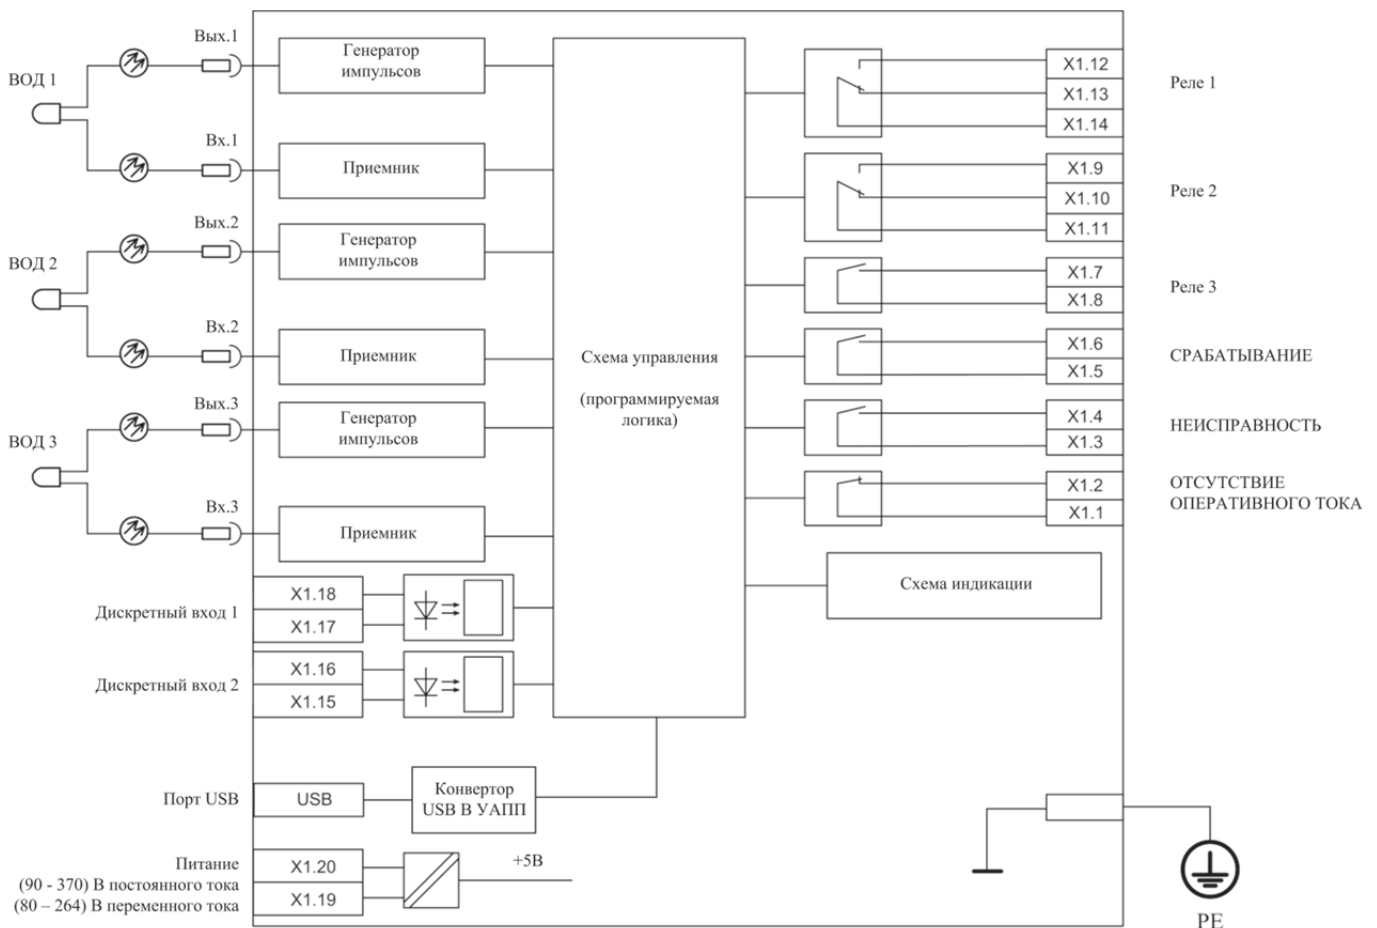 Вых.1
Генератор
импульсов
ВОД 1
Вх.1
Приемник
Вых.2
Генератор
импульсов
ВОД 2
Вх.2
Приемник
Вых.3
Генератор
импульсов
ВОД 3
Вх.3
Приемник
Дискретный вход 1
X1.18
X1.17
Дискретный вход 2
X1.16
X1.15
Порт USB
USB
Конвертор
USB В УАПП
Питание
(90 - 370) В постоянного тока
(80 – 264) В переменного тока
X1.20
X1.19
+5В
Схема управления
(программируемая
логика)
X1.12
X1.13
X1.14
Реле 1
X1.9
X1.10
X1.11
Реле 2
X1.7
X1.8
Реле 3
X1.6
X1.5
СРАБАТЫВАНИЕ
X1.4
X1.3
НЕИСПРАВНОСТЬ
X1.2
X1.1
ОТСУТСТВИЕ
ОПЕРАТИВНОГО ТОКА
Схема индикации
PE